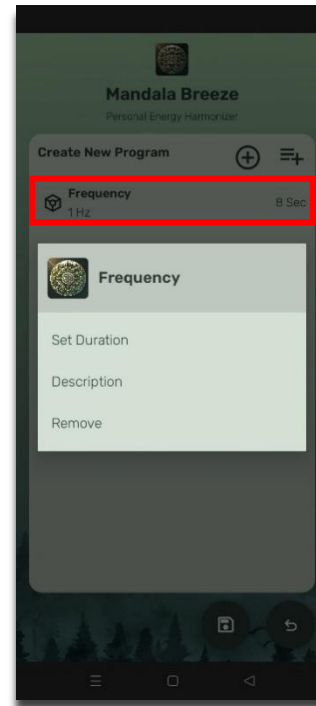 Mandala Breeze
Personal Energy Harmonizer
Create New Program
Frequency
1 Hz
8 Sec
Frequency
Set Duration
Description
Remove